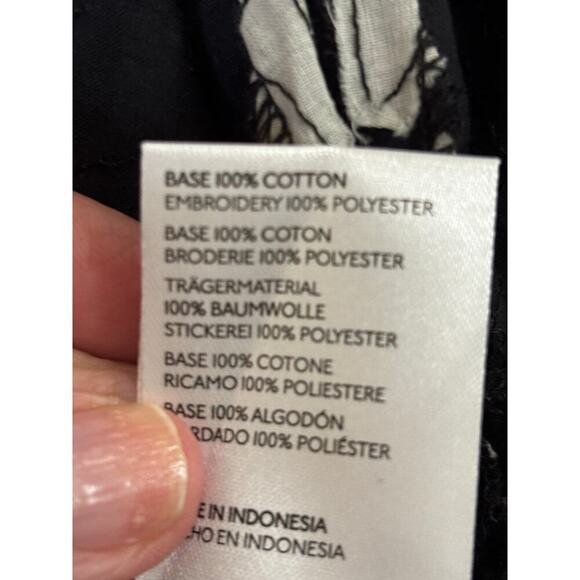 BASE 100% COTTON
EMBROIDERY 100% POLYESTER
BASE 100% COTON
BRODERIE 100% POLYESTER
TRÄGERMATERIAL
100% BAUMWOLLE
STICKEREI 100% POLYESTER
BASE 100% COTONE
RICAMO 100% POLIESTERE
BASE 100% ALGODÓN
100% POLIÉSTER
IN INDONESIA
EN INDONESIA